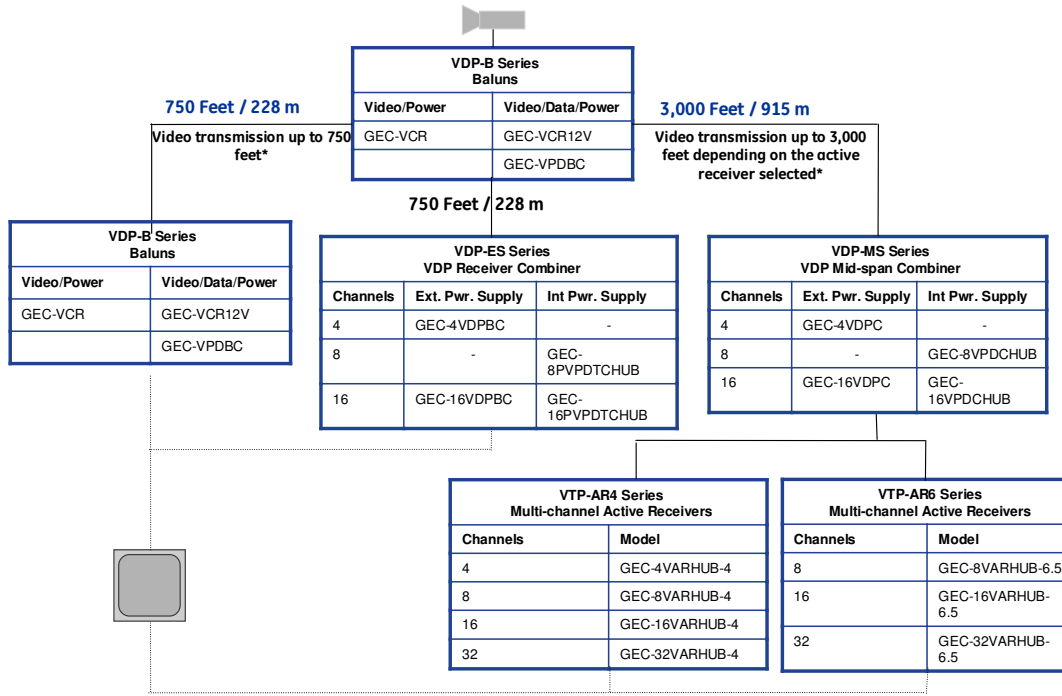 VDP-B Series
Baluns
Video/Power Video/Data/Power
GEC-VCR GEC-VCR12V
GEC-VPDBC
750 Feet / 228 m
Video transmission up to 750
feet*
3,000 Feet / 915 m
Video transmission up to 3,000
feet depending on the active
receiver selected*
750 Feet / 228 m
VDP-B Series
Baluns
Video/Power Video/Data/Power
GEC-VCR GEC-VCR12V
GEC-VPDBC
VDP-ES Series
VDP Receiver Combiner
Channels Ext. Pwr. Supply Int Pwr. Supply
4 GEC-4VDPBC -
8 - GEC-
8PVPDTCHUB
16 GEC-16VDPBC GEC-
16PVPDTCHUB
VDP-MS Series
VDP Mid-span Combiner
Channels Ext. Pwr. Supply Int Pwr. Supply
4 GEC-4VDPC -
8 - GEC-8VPDCHUB
16 GEC-16VDPC GEC-
16VPDCHUB
VTP-AR4 Series
Multi-channel Active Receivers
Channels Model
4 GEC-4VARHUB-4
8 GEC-8VARHUB-4
16 GEC-16VARHUB-4
32 GEC-32VARHUB-4
VTP-AR6 Series
Multi-channel Active Receivers
Channels Model
8 GEC-8VARHUB-6.5
16 GEC-16VARHUB-
6.5
32 GEC-32VARHUB-
6.5